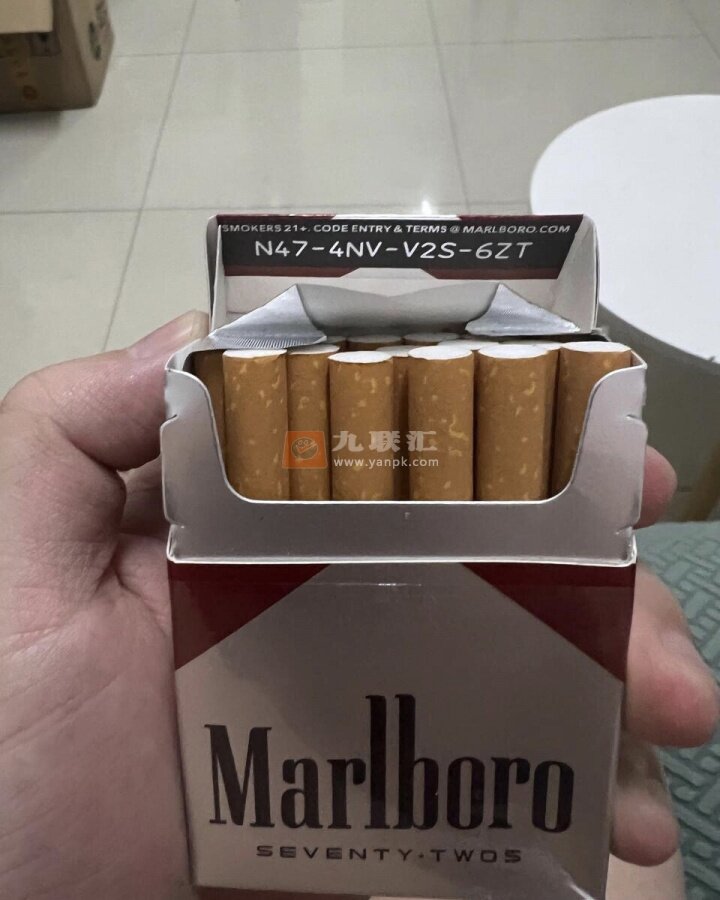 SMOKERS 21+. CODE ENTRY & TERMS @ MARLBORO.COM
N47-4NV-V2S-6ZT
九联汇
www.yanpk.com
Marlboro
SEVENTY-TWOS